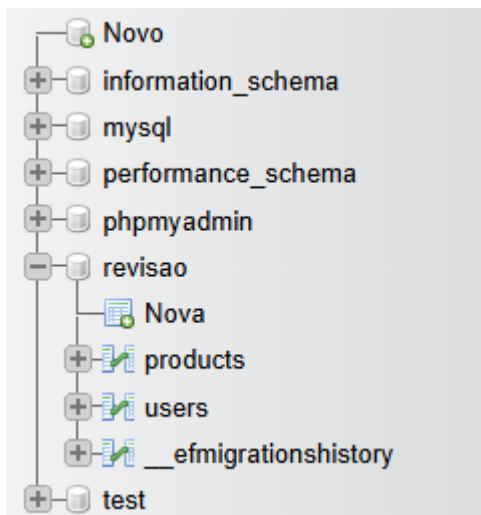 Novo
information_schema
mysql
performance_schema
phpmyadmin
revisao
Nova
products
users
__efmigrationshistory
test